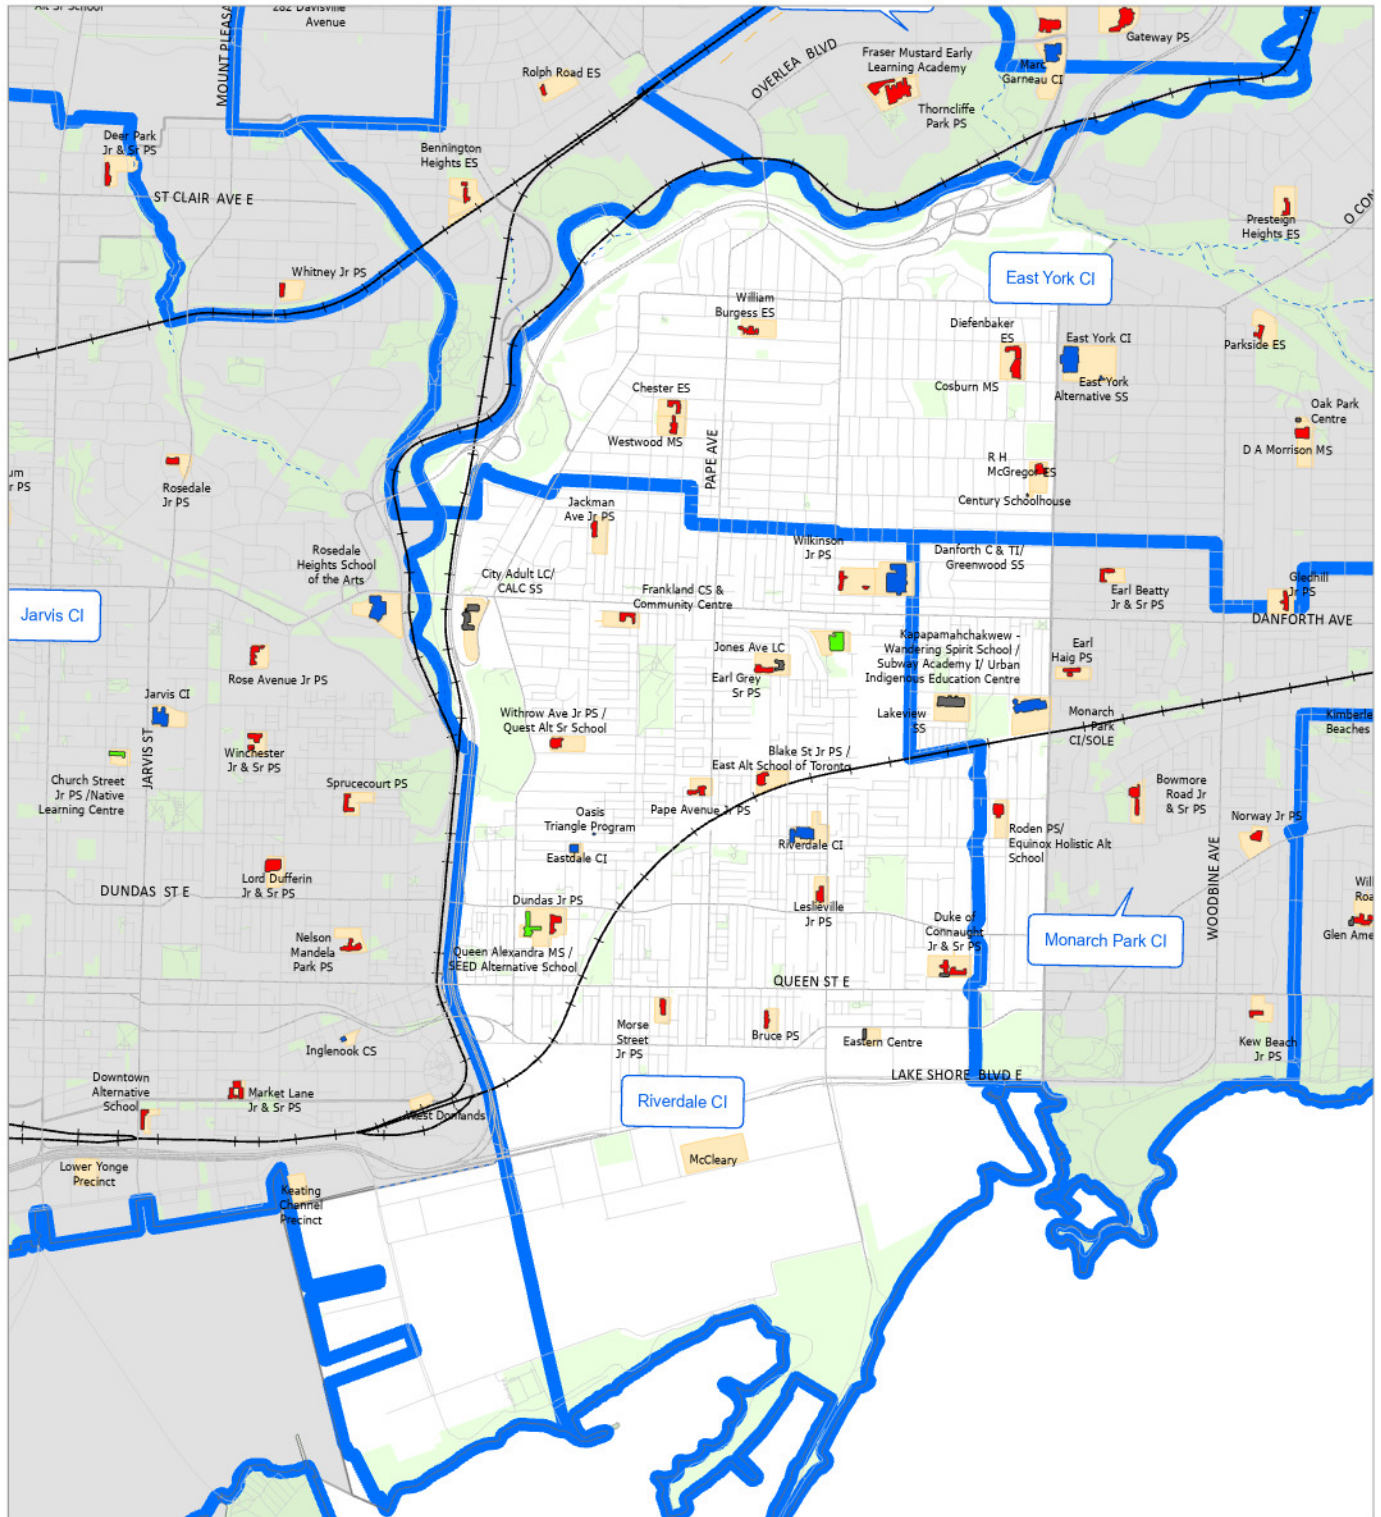 Alt Sr School
282 Davisville
Avenue
MOUNT PLEASA
OVERLEA BLVD
Fraser Mustard Early
Learning Academy
Thorncliffe
Park PS
Marc
Garneau CI
Gateway PS
Rolph Road ES
Deer Park
Jr & Sr PS
Bennington
Heights ES
ST CLAIR AVE E
Presteign
Heights ES
O CON
Whitney Jr PS
East York CI
William
Burgess ES
Diefenbaker
ES
Cosburn MS
East York CI
East York
Alternative SS
Parkside ES
Chester ES
Westwood MS
PAPE AVE
Oak Park
Centre
D A Morrison MS
R H
McGregor ES
Century Schoolhouse
um
r PS
Rosedale
Jr PS
Jackman
Ave Jr PS
Wilkinson
Jr PS
Danforth C & TI/
Greenwood SS
Rosedale
Heights School
of the Arts
City Adult LC/
CALC SS
Frankland CS &
Community Centre
Earl Beatty
Jr & Sr PS
Gledhill
Jr PS
DANFORTH AVE
Jarvis CI
Kapapamahchakwew -
Wandering Spirit School /
Subway Academy I/ Urban
Indigenous Education Centre
Earl
Haig PS
Jones Ave LC
Earl Grey
Sr PS
Rose Avenue Jr PS
Jarvis CI
Withrow Ave Jr PS /
Quest Alt Sr School
Lakeview
SS
Monarch
Park
CI/SOLE
Kimberle
Beaches
JARVIS ST
Winchester
Jr & Sr PS
Church Street
Jr PS /Native
Learning Centre
Sprucecourt PS
Blake St Jr PS /
East Alt School of Toronto
Pape Avenue Jr PS
Bowmore
Road Jr
& Sr PS
Norway Jr PS
Oasis
Triangle Program
Eastdale CI
Riverdale CI
Roden PS/
Equinox Holistic Alt
School
WOODBINE AVE
Lord Dufferin
Jr & Sr PS
DUNDAS ST E
Dundas Jr PS
Leslieville
Jr PS
Duke of
Connaught
Jr & Sr PS
Monarch Park CI
Will
Roa
Glen Ame
Nelson
Mandela
Park PS
Queen Alexandra MS /
SEED Alternative School
QUEEN ST E
Morse
Street
Jr PS
Bruce PS
Eastern Centre
Kew Beach
Jr PS
Inglenook CS
Downtown
Alternative
School
Market Lane
Jr & Sr PS
LAKE SHORE BLVD E
Riverdale CI
West Donlands
McCleary
Lower Yonge
Precinct
Keating
Channel
Precinct